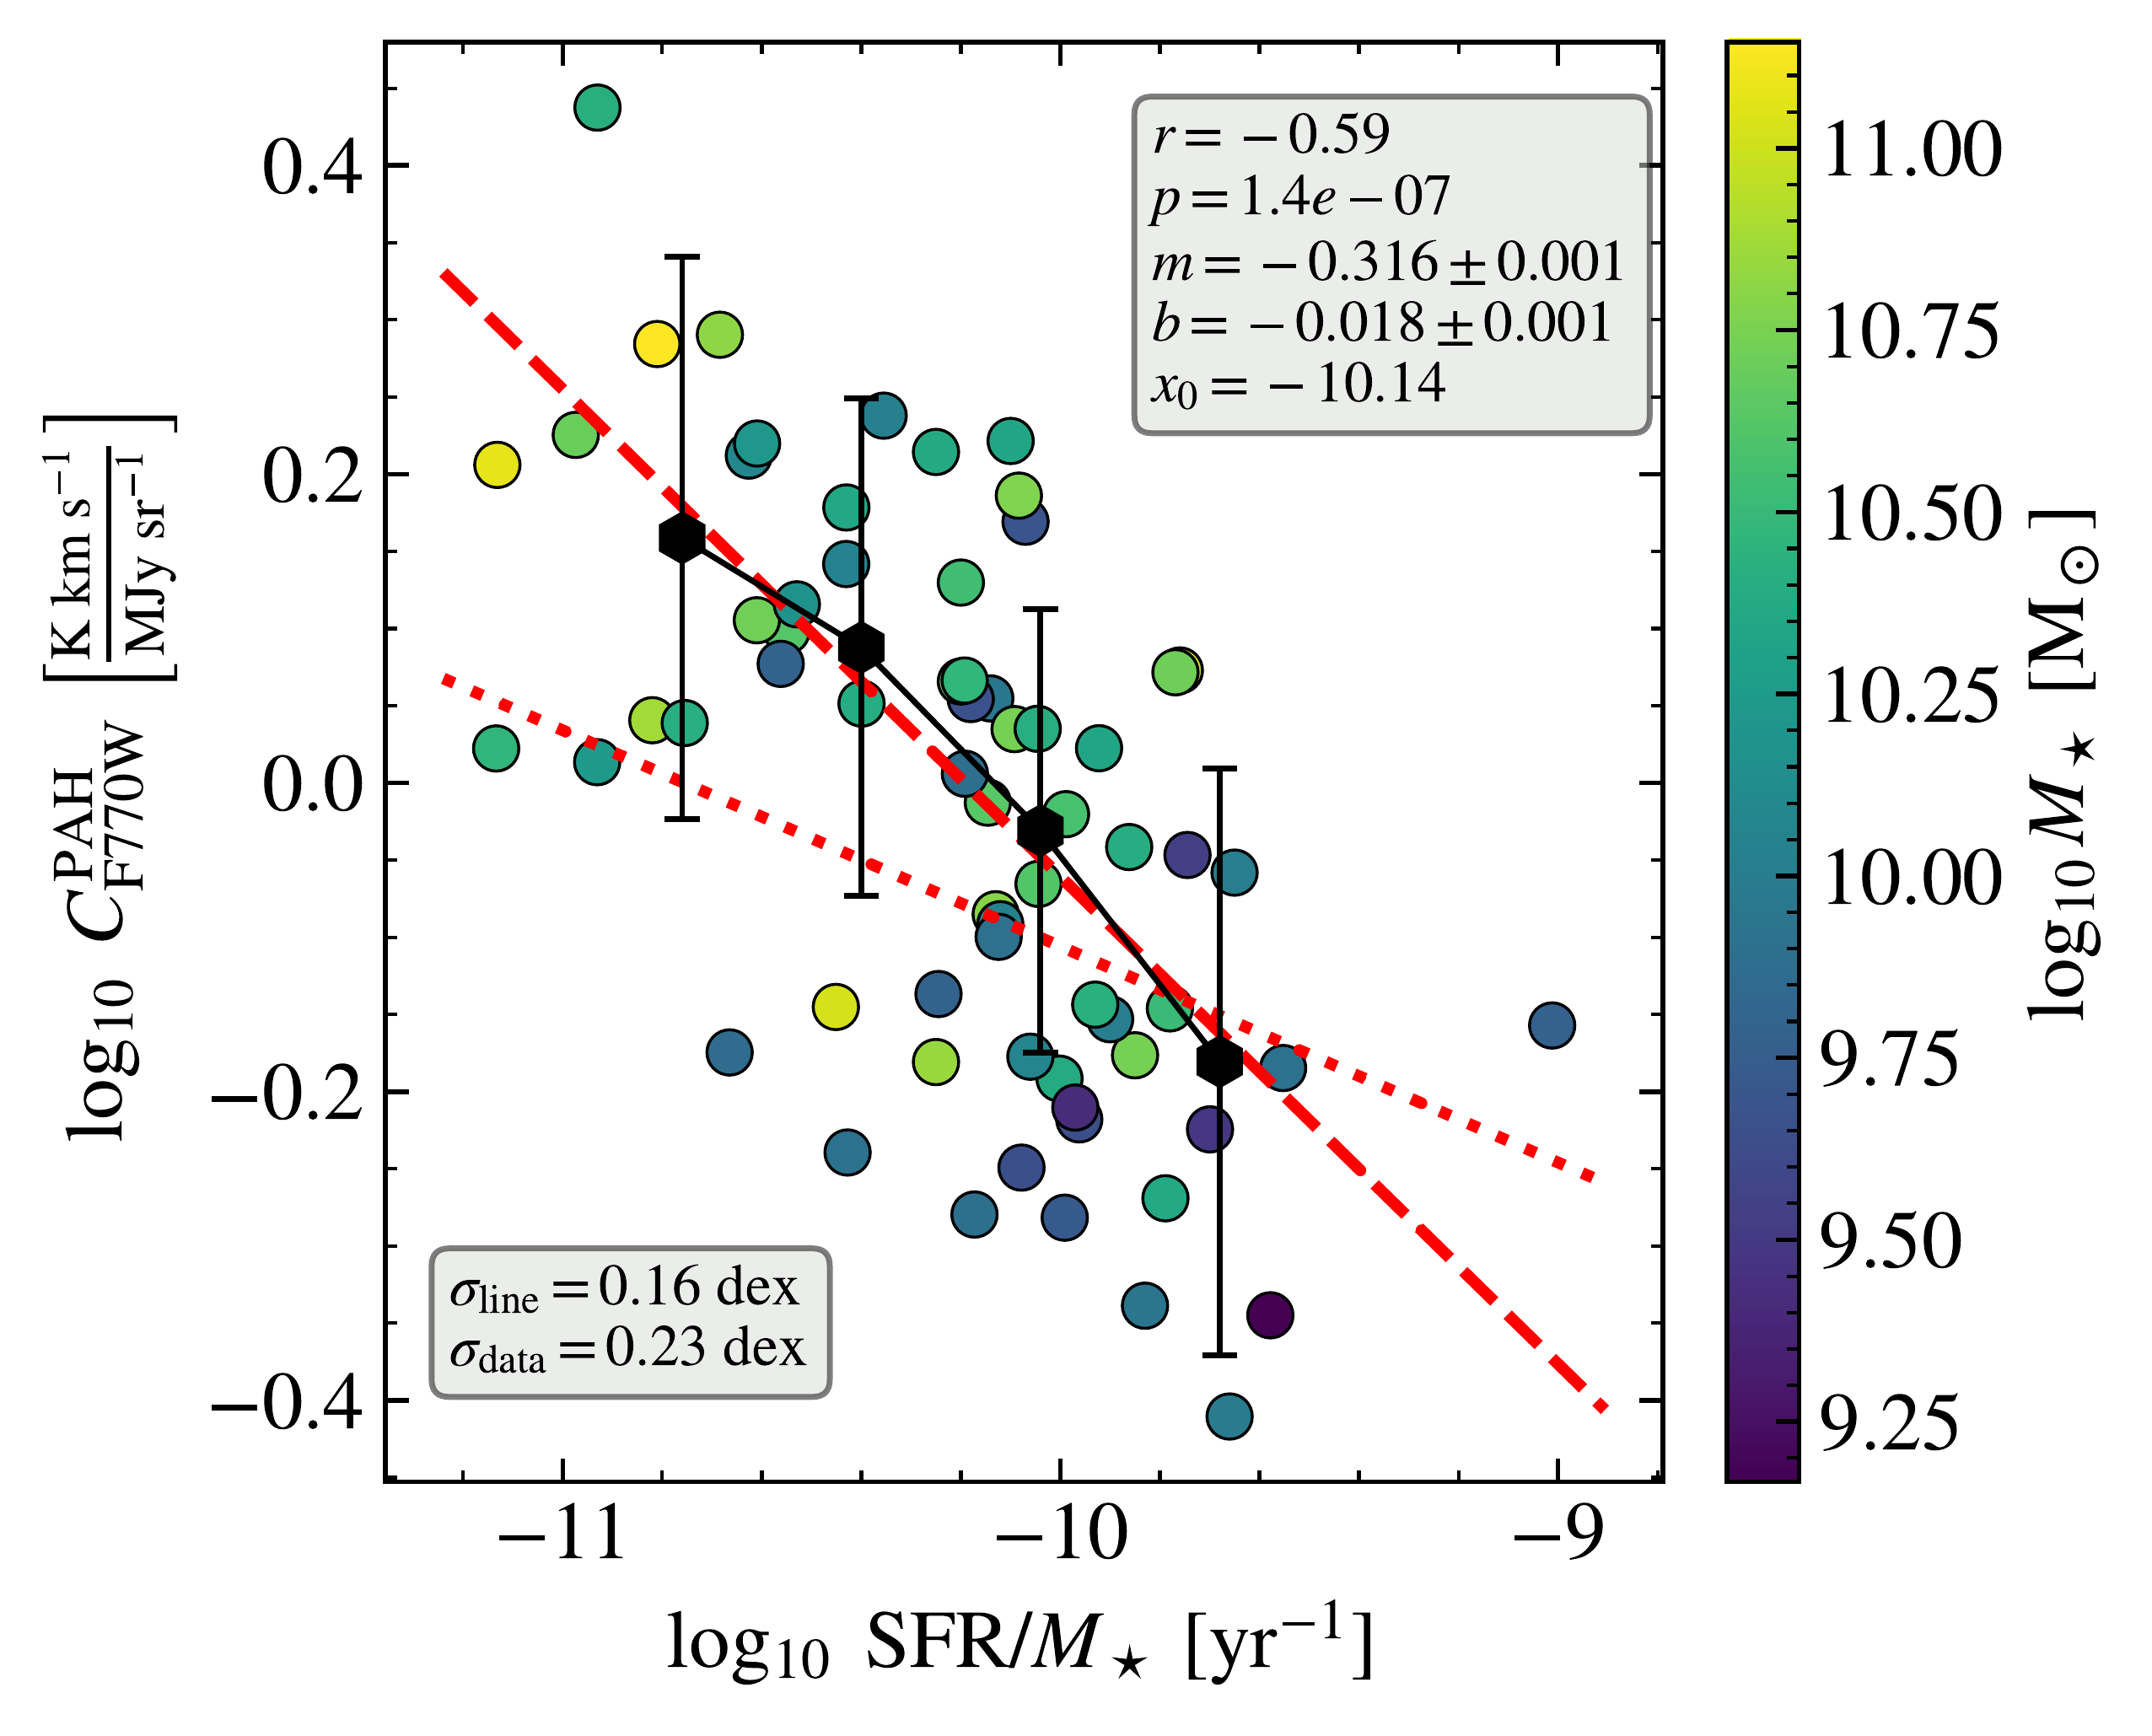 r = −0.59
p = 1.4e − 07
m = −0.316 ± 0.001
b = −0.018 ± 0.001
x₀ = −10.14
σline = 0.16 dex
σdata = 0.23 dex
0.4
0.2
0.0
−0.2
−0.4
log₁₀ C^PAH_F770W [K km s⁻¹ / MJy sr⁻¹]
−11 −10 −9
log₁₀ SFR/M★ [yr⁻¹]
11.00
10.75
10.50
10.25
10.00
9.75
9.50
9.25
log₁₀ M★ [M⊙]